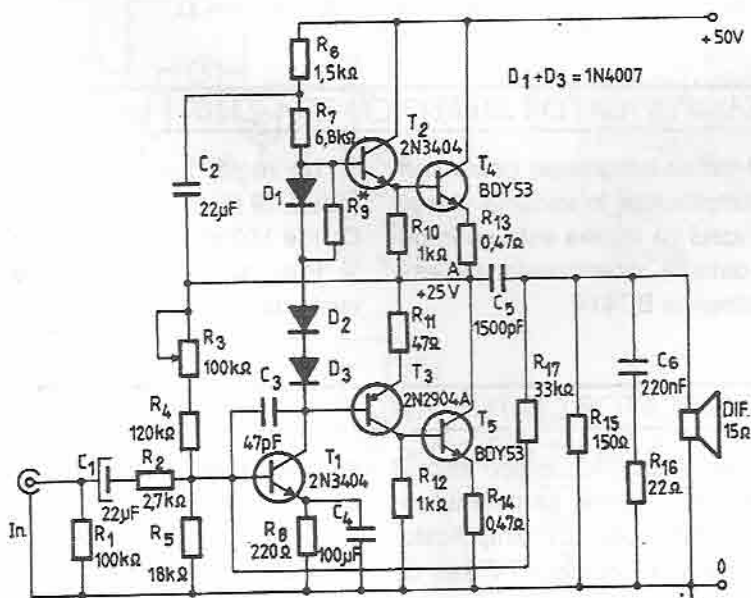 +50V
R6
1,5kΩ
D1÷D3 = 1N4007
R7
6,8kΩ
T2
2N3404
T4
BDY53
C2
22µF
D1
R9*
R10
1kΩ
R13
0,47Ω
A
+25V
C5
1500pF
R3
100kΩ
D2
R11
47Ω
D3
C3
47pF
T3
2N2904A
R17
33kΩ
C6
220nF
DIF.
15Ω
R4
120kΩ
T5
BDY53
R15
150Ω
C1
22µF
R2
2,7kΩ
T1
2N3404
R12
1kΩ
R16
22Ω
In
R1
100kΩ
R5
18kΩ
R8
220Ω
C4
100µF
R14
0,47Ω
0